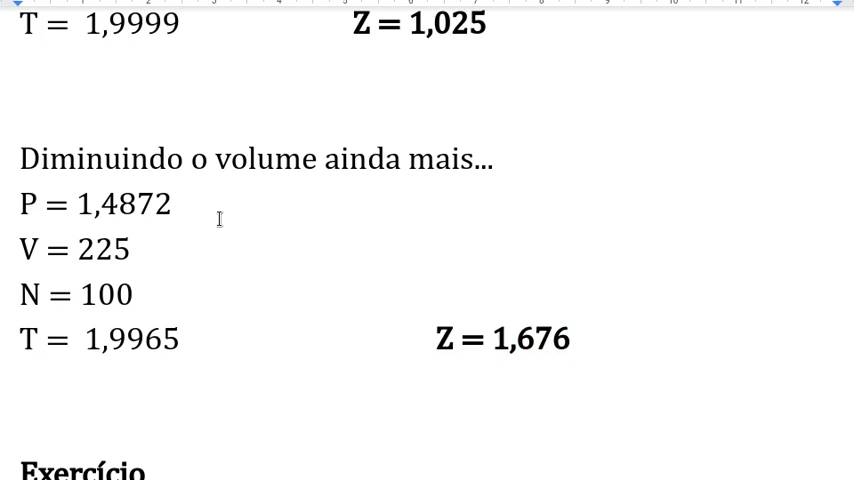 T = 1,9999 Z = 1,025
Diminuindo o volume ainda mais...
P = 1,4872
V = 225
N = 100
T = 1,9965 Z = 1,676
Exercício